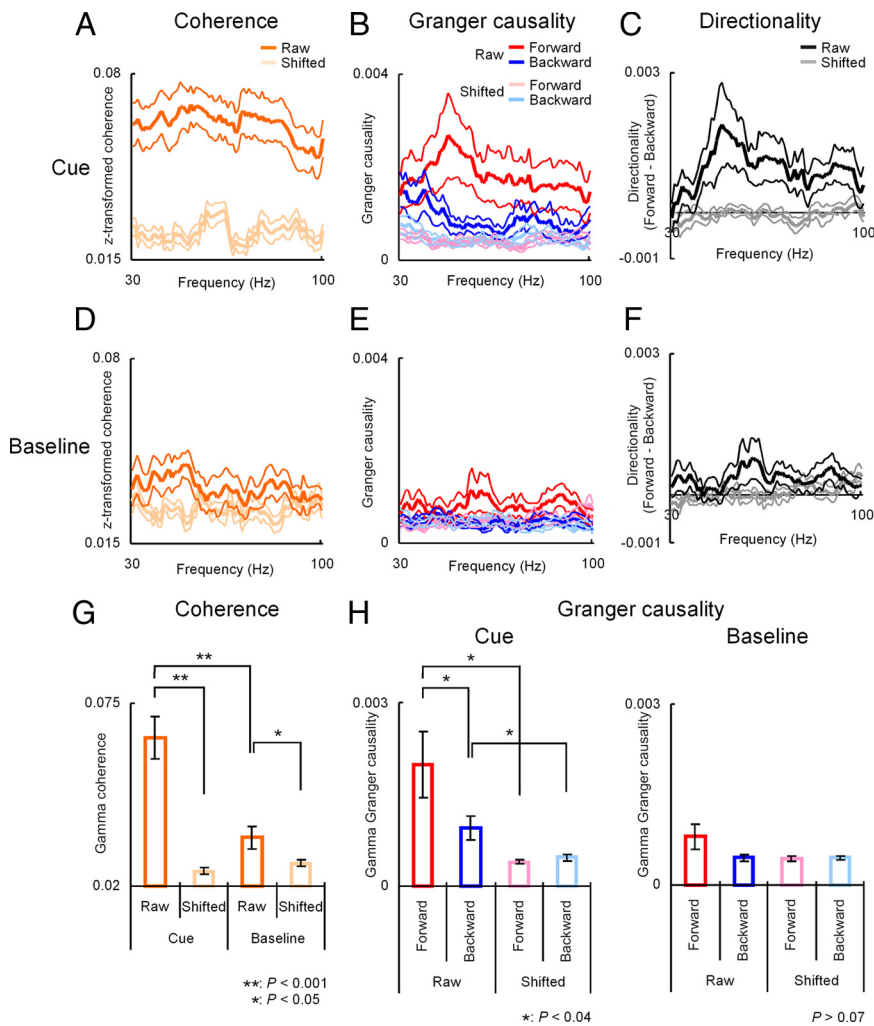 A Coherence
Raw
Shifted
0.08
z-transformed coherence
0.015
30
Frequency (Hz)
100
Cue
B Granger causality
Raw
Forward
Backward
Shifted
Forward
Backward
0.004
Granger causality
0
30
Frequency (Hz)
100
C Directionality
Raw
Shifted
0.003
Directionality
(Forward - Backward)
-0.001
30
Frequency (Hz)
100
Baseline
D
0.08
z-transformed coherence
0.015
30
Frequency (Hz)
100
E
0.004
Granger causality
0
30
Frequency (Hz)
100
F
0.003
Directionality
(Forward - Backward)
-0.001
30
Frequency (Hz)
100
G Coherence
0.075
Gamma coherence
0.02
**
**
*
Raw Shifted Raw Shifted
Cue Baseline
**: P < 0.001
*: P < 0.05
H Granger causality
Cue
0.003
Gamma Granger causality
0
*
*
*
Forward Backward Forward Backward
Raw Shifted
*: P < 0.04
Baseline
0.003
Gamma Granger causality
0
Forward Backward Forward Backward
Raw Shifted
P > 0.07